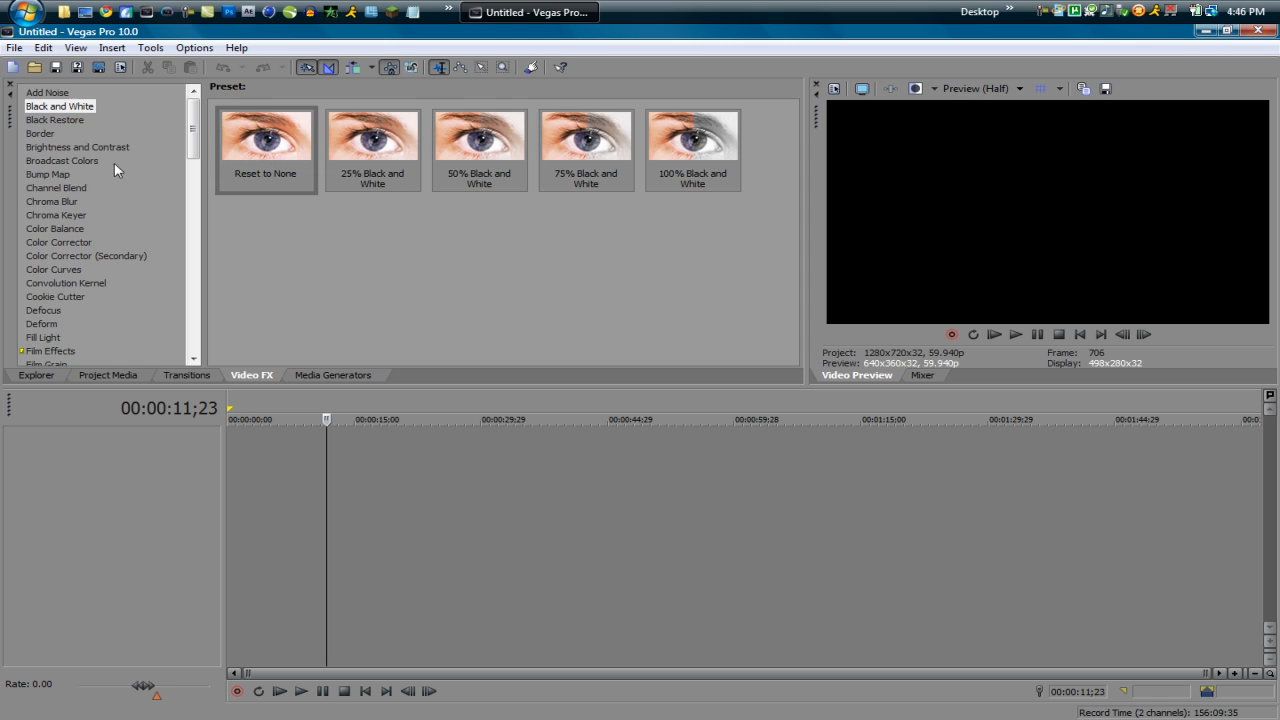 Untitled - Vegas Pro...
Desktop
4:46 PM
Untitled - Vegas Pro 10.0
File Edit View Insert Tools Options Help
Add Noise
Black and White
Black Restore
Border
Brightness and Contrast
Broadcast Colors
Bump Map
Channel Blend
Chroma Blur
Chroma Keyer
Color Balance
Color Corrector
Color Corrector (Secondary)
Color Curves
Convolution Kernel
Cookie Cutter
Defocus
Deform
Fill Light
Film Effects
Film Grain
Preset:
Reset to None
25% Black and
White
50% Black and
White
75% Black and
White
100% Black and
White
Preview (Half)
Project: 1280x720x32, 59.940p Frame: 706
Preview: 640x360x32, 59.940p Display: 498x280x32
Explorer Project Media Transitions Video FX Media Generators
Video Preview Mixer
00:00:11;23
00:00:00:00 00:00:15;00 00:00:29;29 00:00:44;29 00:00:59;28 00:01:15;00 00:01:29;29 00:01:44;29 00:0
Rate: 0.00
00:00:11;23
Record Time (2 channels): 156:09:35